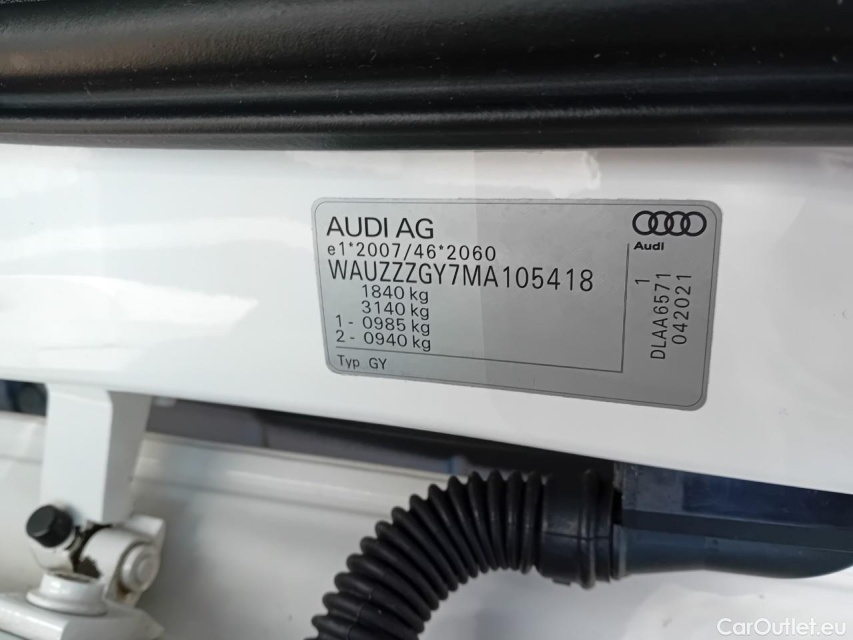 AUDI AG
e1*2007/46*2060
WAUZZZGY7MA105418
1840 kg
3140 kg
1 - 0985 kg
2 - 0940 kg
Typ GY
Audi
1
DLAA6571
042021
CarOutlet.eu